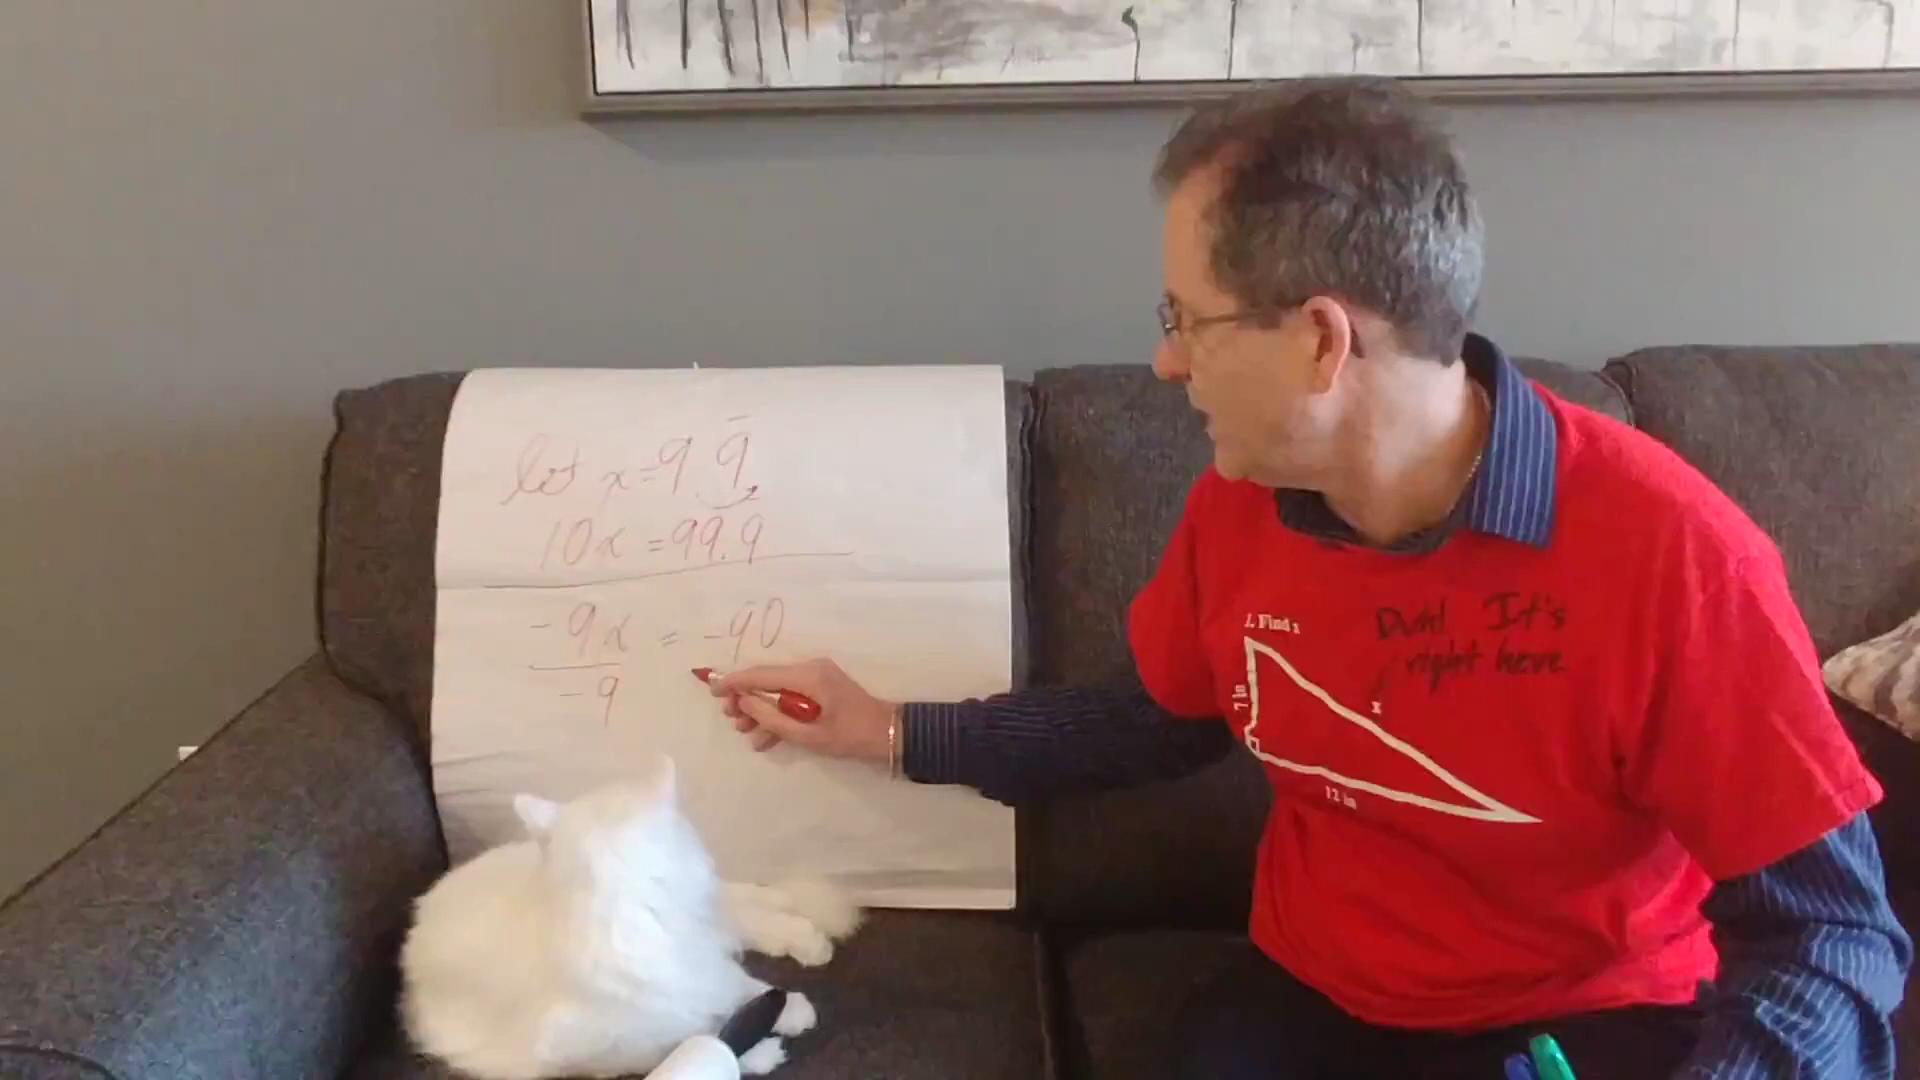 let x=9 9̅
10x =99.9
-9x = -90
-9
1. Find x
Duh! It's
right here
7 in
x
12 in